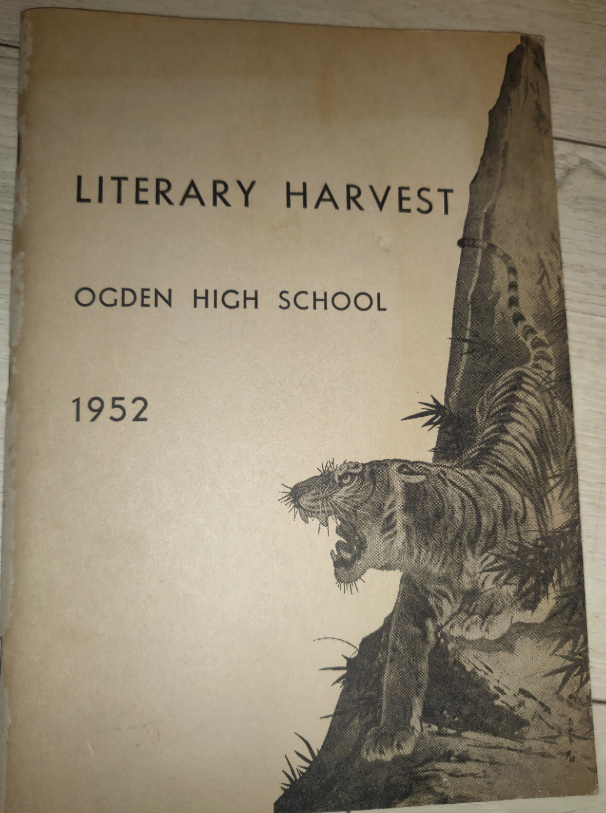 LITERARY HARVEST
OGDEN HIGH SCHOOL
1952